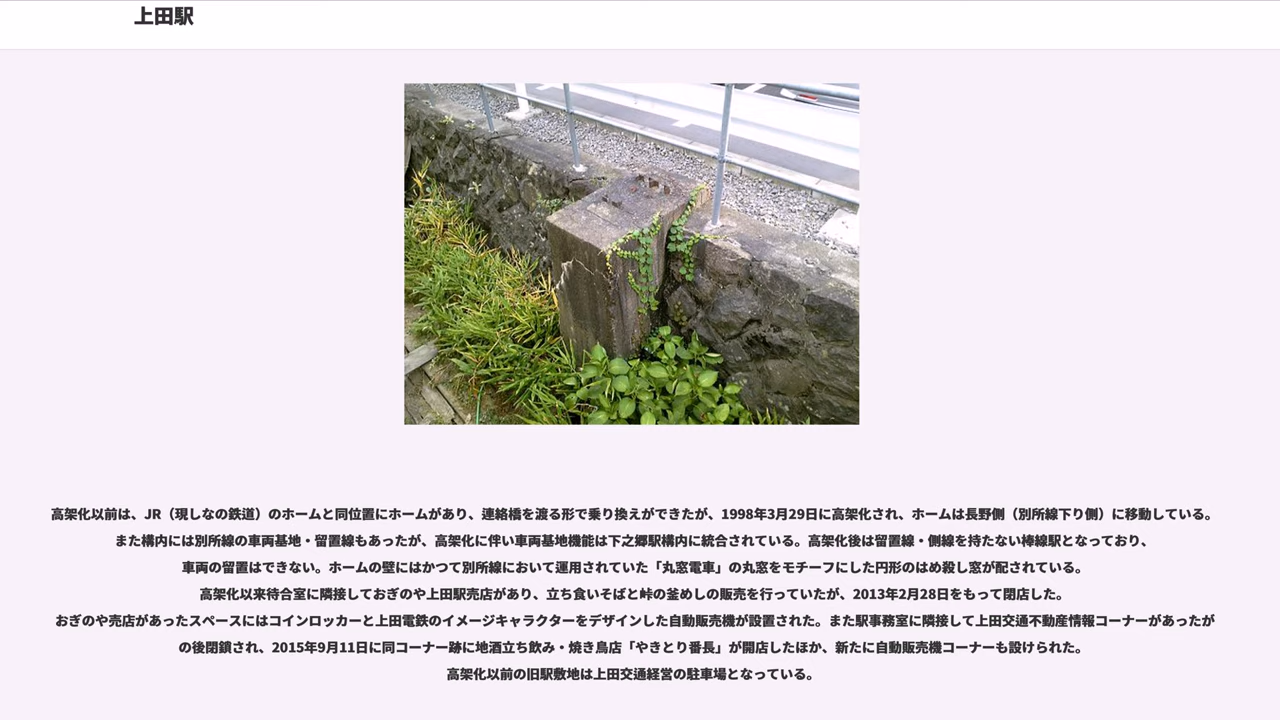 上田駅
高架化以前は、JR（現しなの鉄道）のホームと同位置にホームがあり、連絡橋を渡る形で乗り換えができたが、1998年3月29日に高架化され、ホームは長野側（別所線下り側）に移動している。
また構内には別所線の車両基地・留置線もあったが、高架化に伴い車両基地機能は下之郷駅構内に統合されている。高架化後は留置線・側線を持たない棒線駅となっており、
車両の留置はできない。ホームの壁にはかつて別所線において運用されていた「丸窓電車」の丸窓をモチーフにした円形のはめ殺し窓が配されている。
高架化以来待合室に隣接しておぎのや上田駅売店があり、立ち食いそばと峠の釜めしの販売を行っていたが、2013年2月28日をもって閉店した。
おぎのや売店があったスペースにはコインロッカーと上田電鉄のイメージキャラクターをデザインした自動販売機が設置された。また駅事務室に隣接して上田交通不動産情報コーナーがあったが
の後閉鎖され、2015年9月11日に同コーナー跡に地酒立ち飲み・焼き鳥店「やきとり番長」が開店したほか、新たに自動販売機コーナーも設けられた。
高架化以前の旧駅敷地は上田交通経営の駐車場となっている。